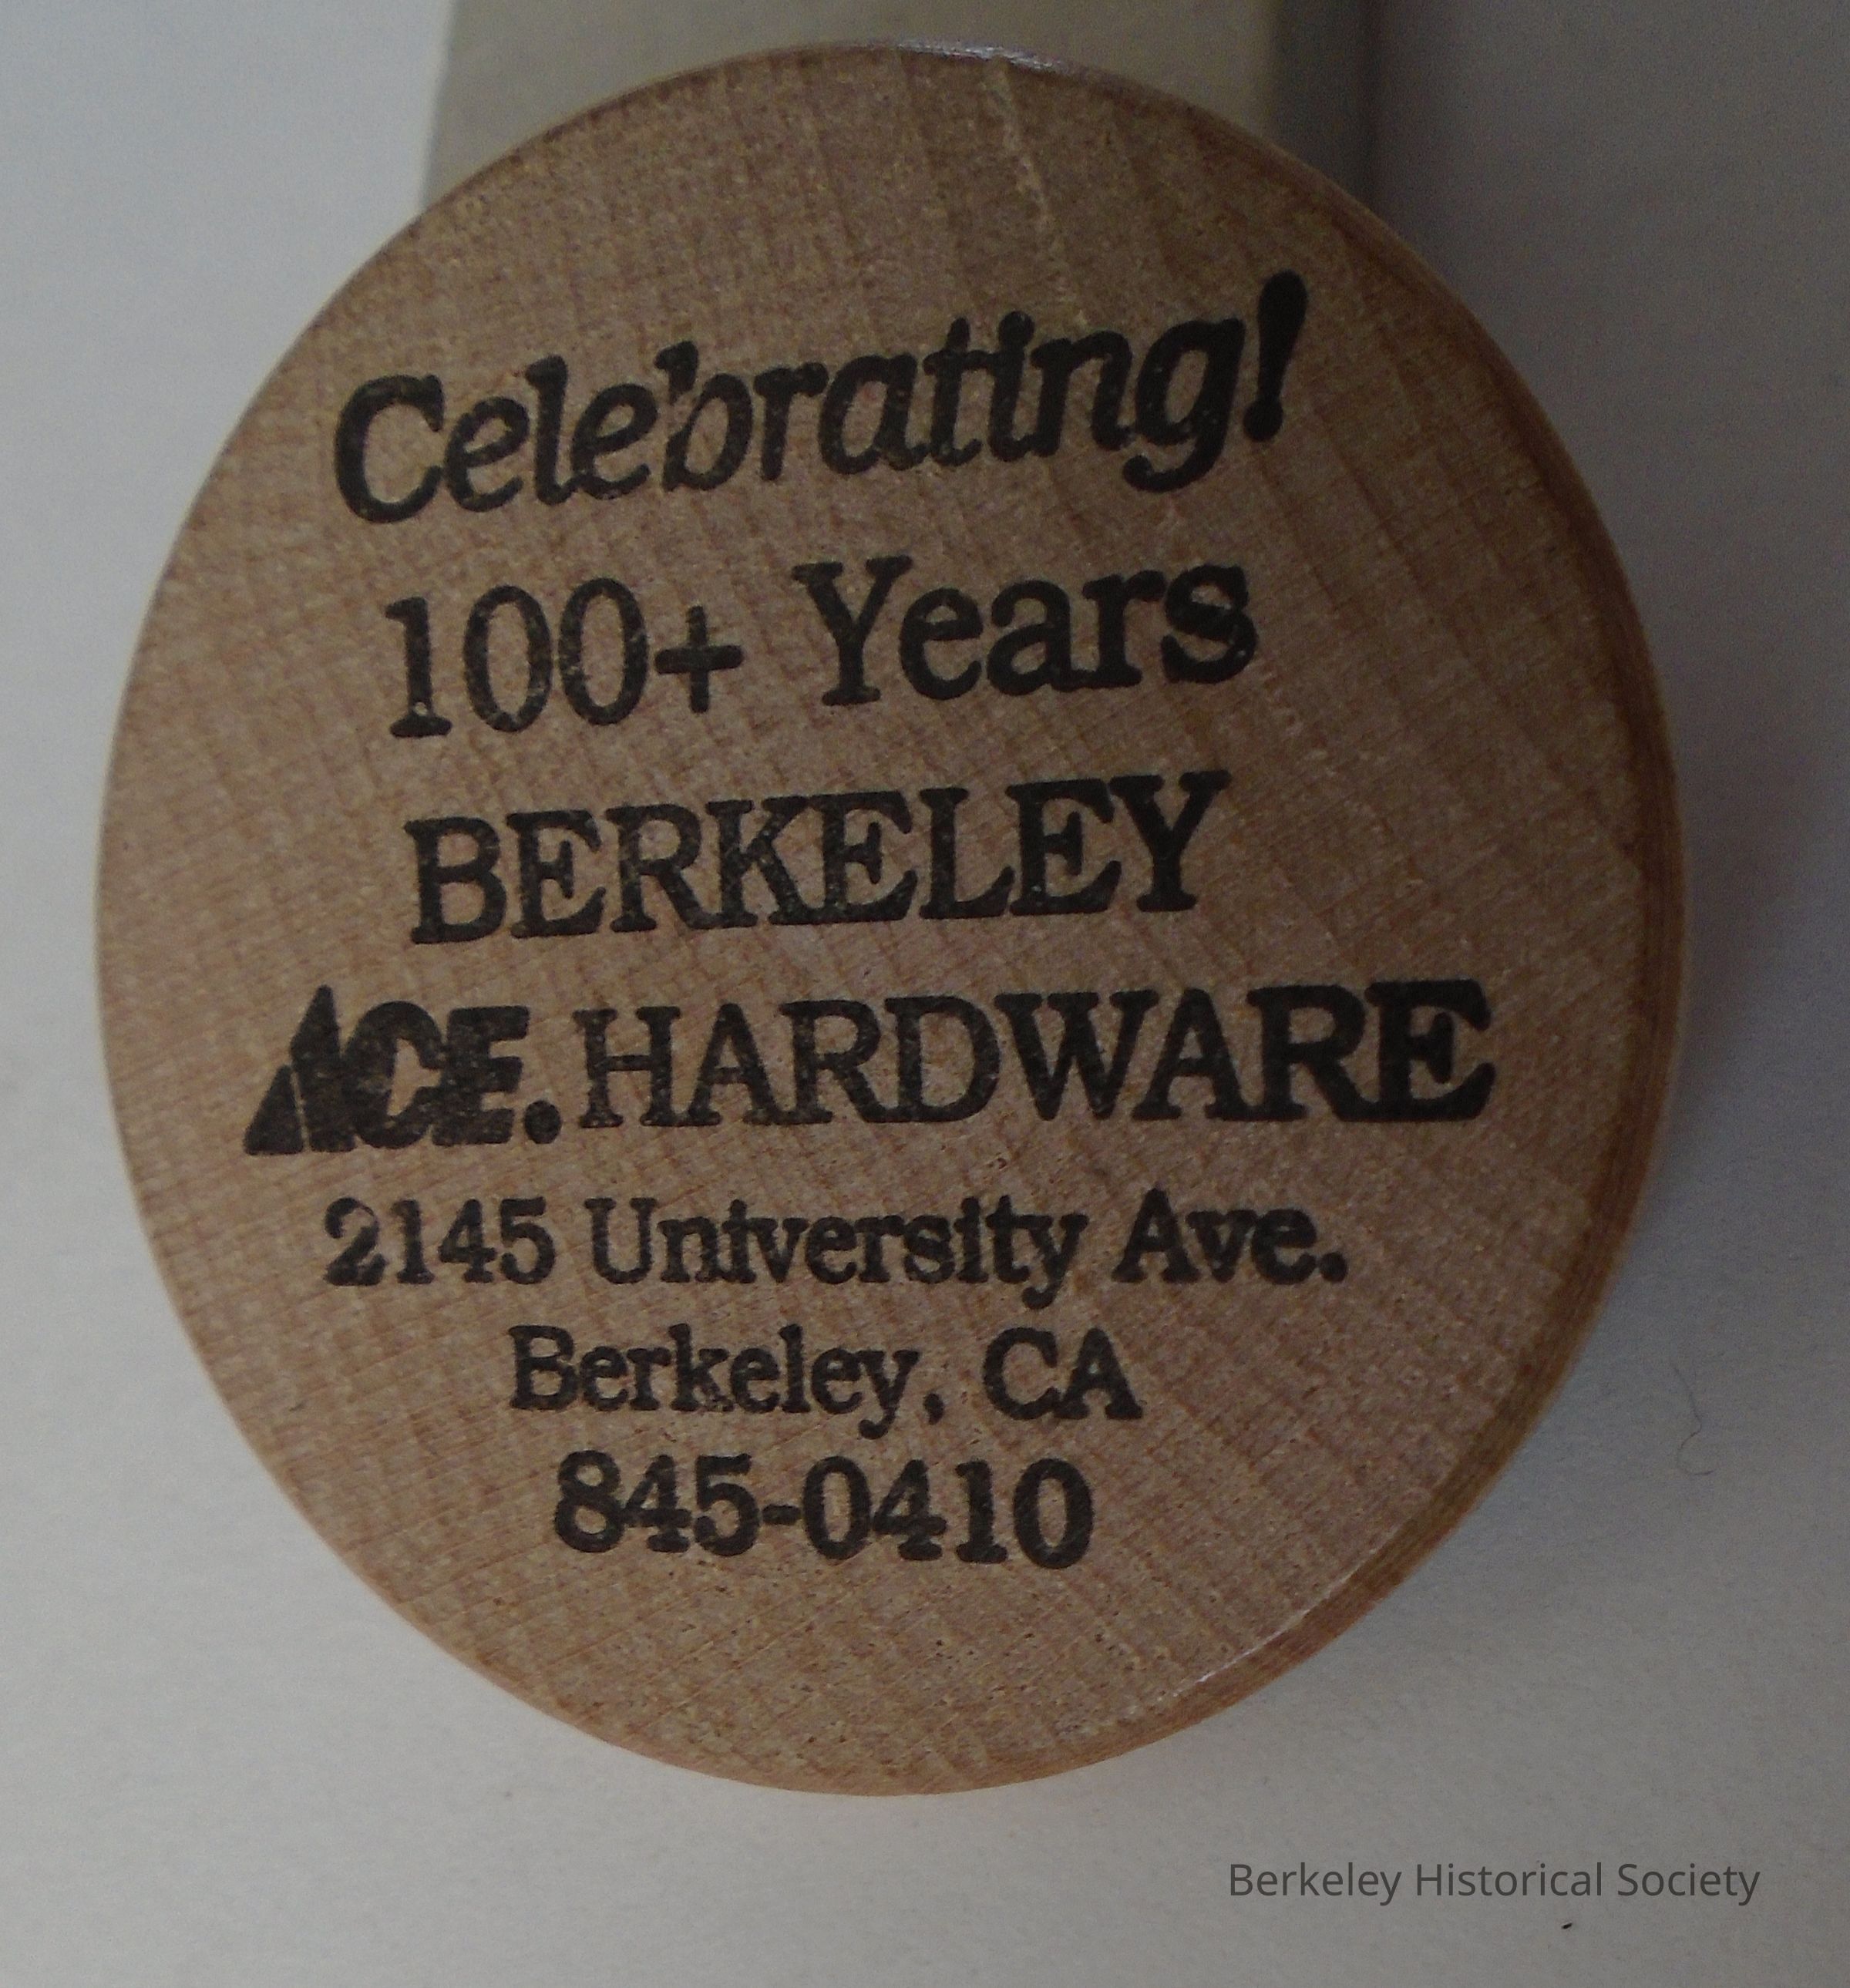 Celebrating!
100+ Years
BERKELEY
ACE. HARDWARE
2145 University Ave.
Berkeley, CA
845-0410
Berkeley Historical Society